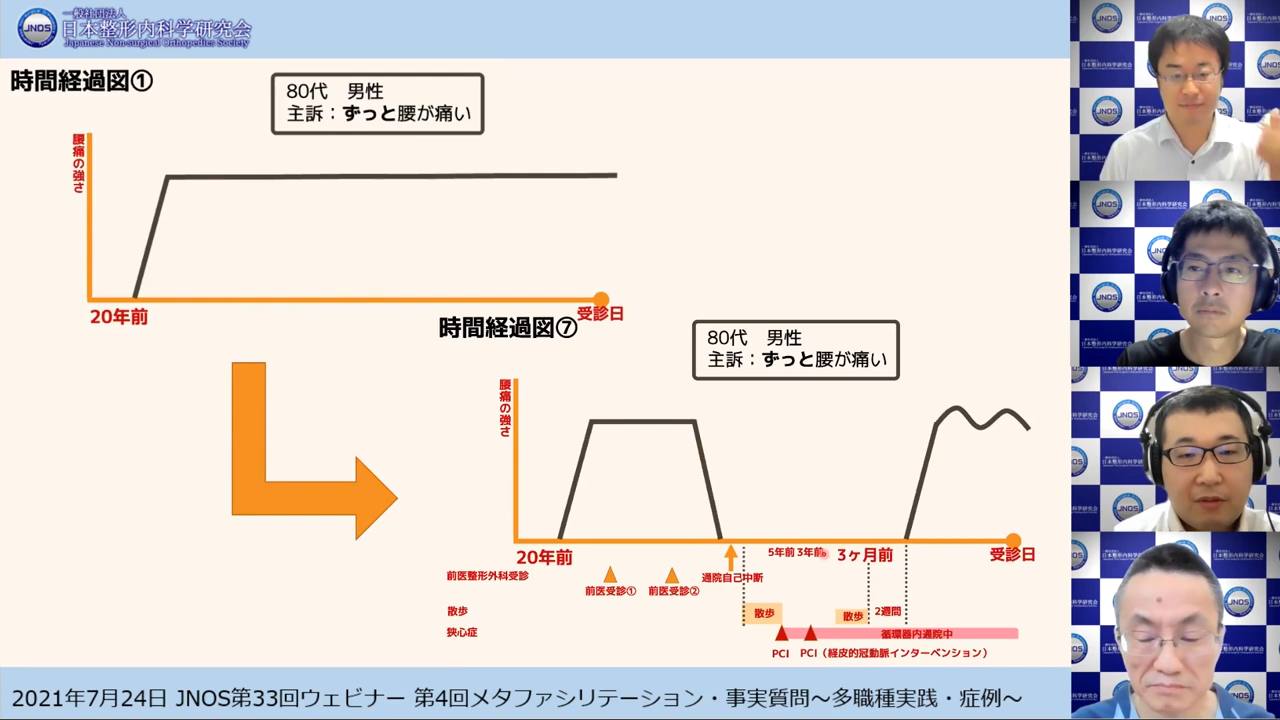 一般社団法人
JNOS 日本整形内科学研究会
Japanese Non-surgical Orthopedics Society
時間経過図①
80代 男性
主訴：ずっと腰が痛い
腰痛の強さ
20年前
受診日
時間経過図⑦
80代 男性
主訴：ずっと腰が痛い
腰痛の強さ
20年前
5年前 3年前
3ヶ月前
受診日
前医整形外科受診
前医受診①
前医受診②
通院自己中断
散歩
散歩
散歩
2週間
狭心症
循環器内通院中
PCI
PCI（経皮的冠動脈インターベンション）
2021年7月24日 JNOS第33回ウェビナー 第4回メタファシリテーション・事実質問～多職種実践・症例～